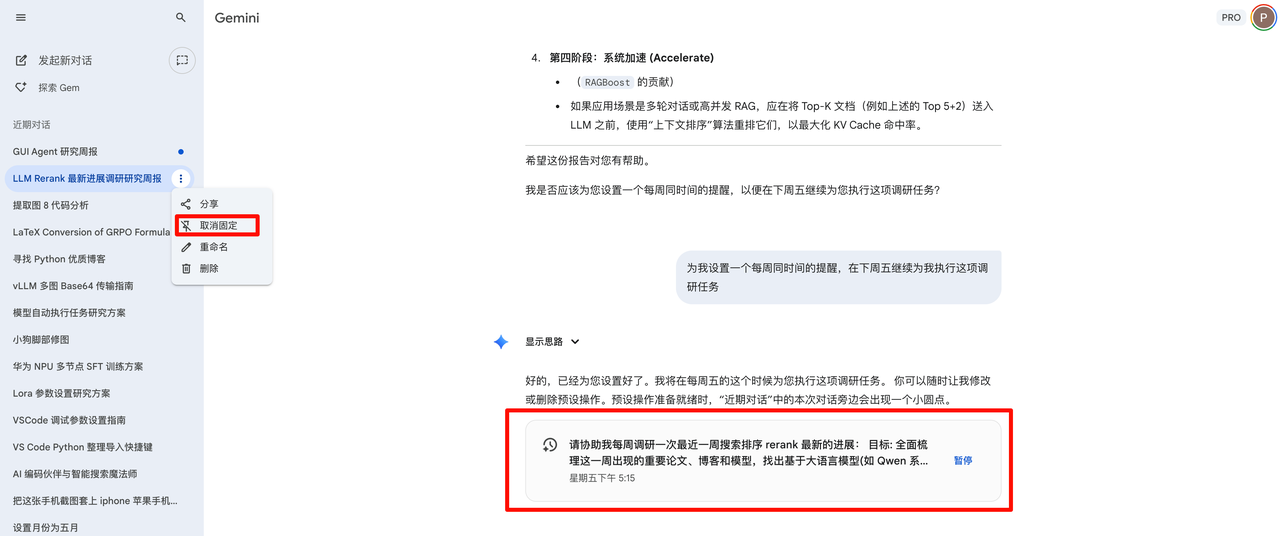 Gemini
PRO
P
发起新对话
探索 Gem
近期对话
GUI Agent 研究周报
LLM Rerank 最新进展调研研究周报
提取图 8 代码分析
LaTeX Conversion of GRPO Formula
寻找 Python 优质博客
vLLM 多图 Base64 传输指南
模型自动执行任务研究方案
小狗脚部修图
华为 NPU 多节点 SFT 训练方案
Lora 参数设置研究方案
VSCode 调试参数设置指南
VS Code Python 整理导入快捷键
AI 编码伙伴与智能搜索魔法师
把这张手机截图套上 iphone 苹果手机...
设置月份为五月
分享
取消固定
重命名
删除
4. 第四阶段：系统加速 (Accelerate)
• （RAGBoost 的贡献）
• 如果应用场景是多轮对话或高并发 RAG，应在将 Top-K 文档（例如上述的 Top 5+2）送入
LLM 之前，使用“上下文排序”算法重排它们，以最大化 KV Cache 命中率。
希望这份报告对您有帮助。
我是否应该为您设置一个每周同时间的提醒，以便在下周五继续为您执行这项调研任务?
为我设置一个每周同时间的提醒，在下周五继续为我执行这项调
研任务
显示思路
好的，已经为您设置好了。我将在每周五的这个时候为您执行这项调研任务。 你可以随时让我修改
或删除预设操作。预设操作准备就绪时，“近期对话”中的本次对话旁边会出现一个小圆点。
请协助我每周调研一次最近一周搜索排序 rerank 最新的进展： 目标: 全面梳
理这一周出现的重要论文、博客和模型，找出基于大语言模型(如 Qwen 系...
暂停
星期五下午 5:15